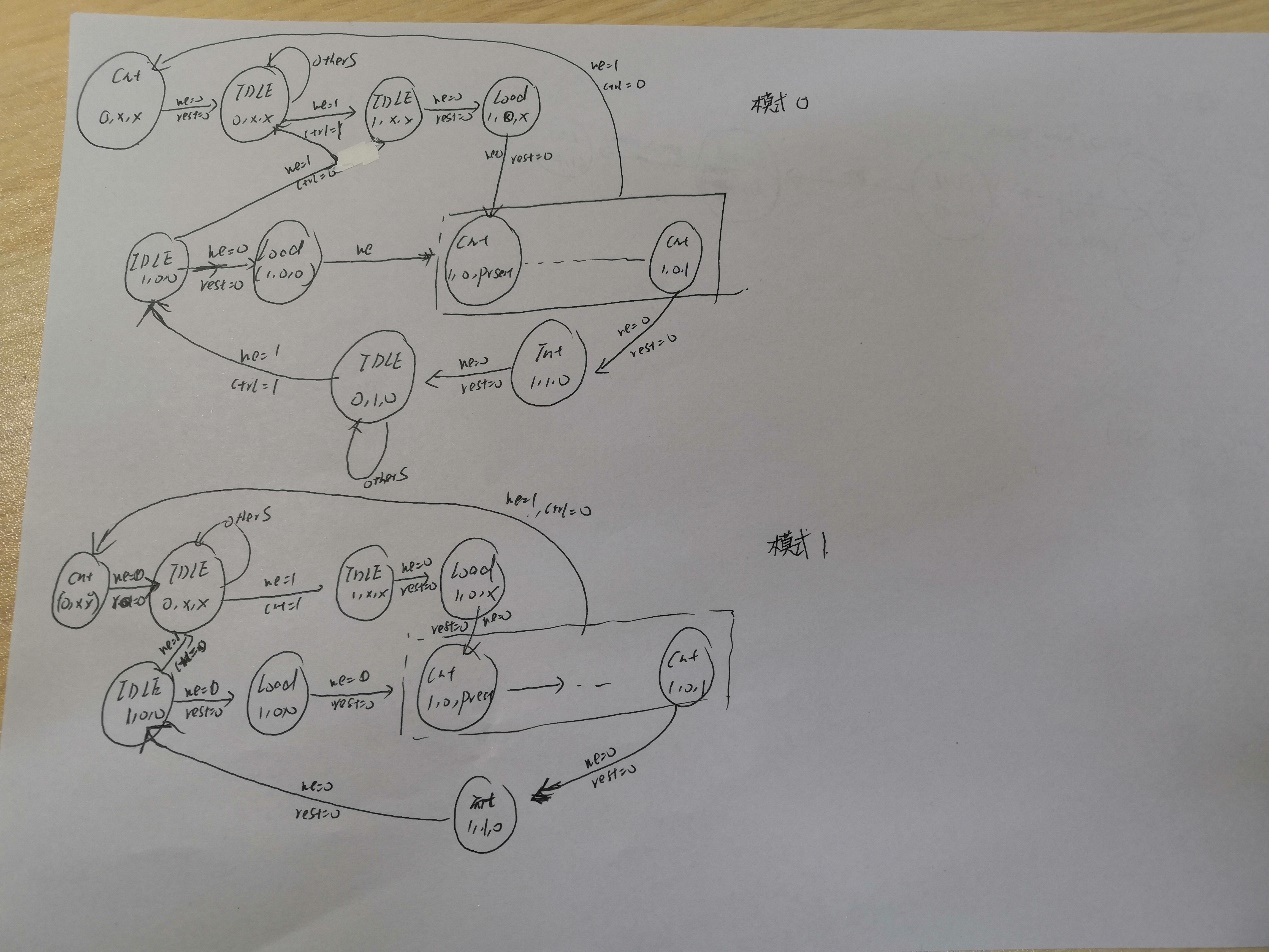 we=1
ctrl=0
模式0
Cnt
0,x,x
we=0
rest=0
IDLE
0,x,x
others
we=1
ctrl=1
IDLE
1,x,x
we=0
rest=0
Load
1,0,x
rest=0
we=1
ctrl=0
IDLE
1,0,0
we=0
rest=0
Load
(1,0,0)
we
Cnt
1,0,preset
Cnt
1,0,1
we=0
rest=0
Int
1,1,0
we=0
rest=0
IDLE
0,1,0
we=1
ctrl=1
others
we=1,ctrl=0
模式1
Cnt
(0,x,x)
we=0
IDLE
0,x,x
others
we=1
ctrl=1
IDLE
1,x,x
we=0
rest=0
Load
1,0,x
rest=0
we=0
we=1
IDLE
1,0,0
we=0
rest=0
Load
1,0,0
we=0
rest=0
Cnt
1,0,preset
Cnt
1,0,1
we=0
rest=0
Int
1,1,0
we=0
rest=0